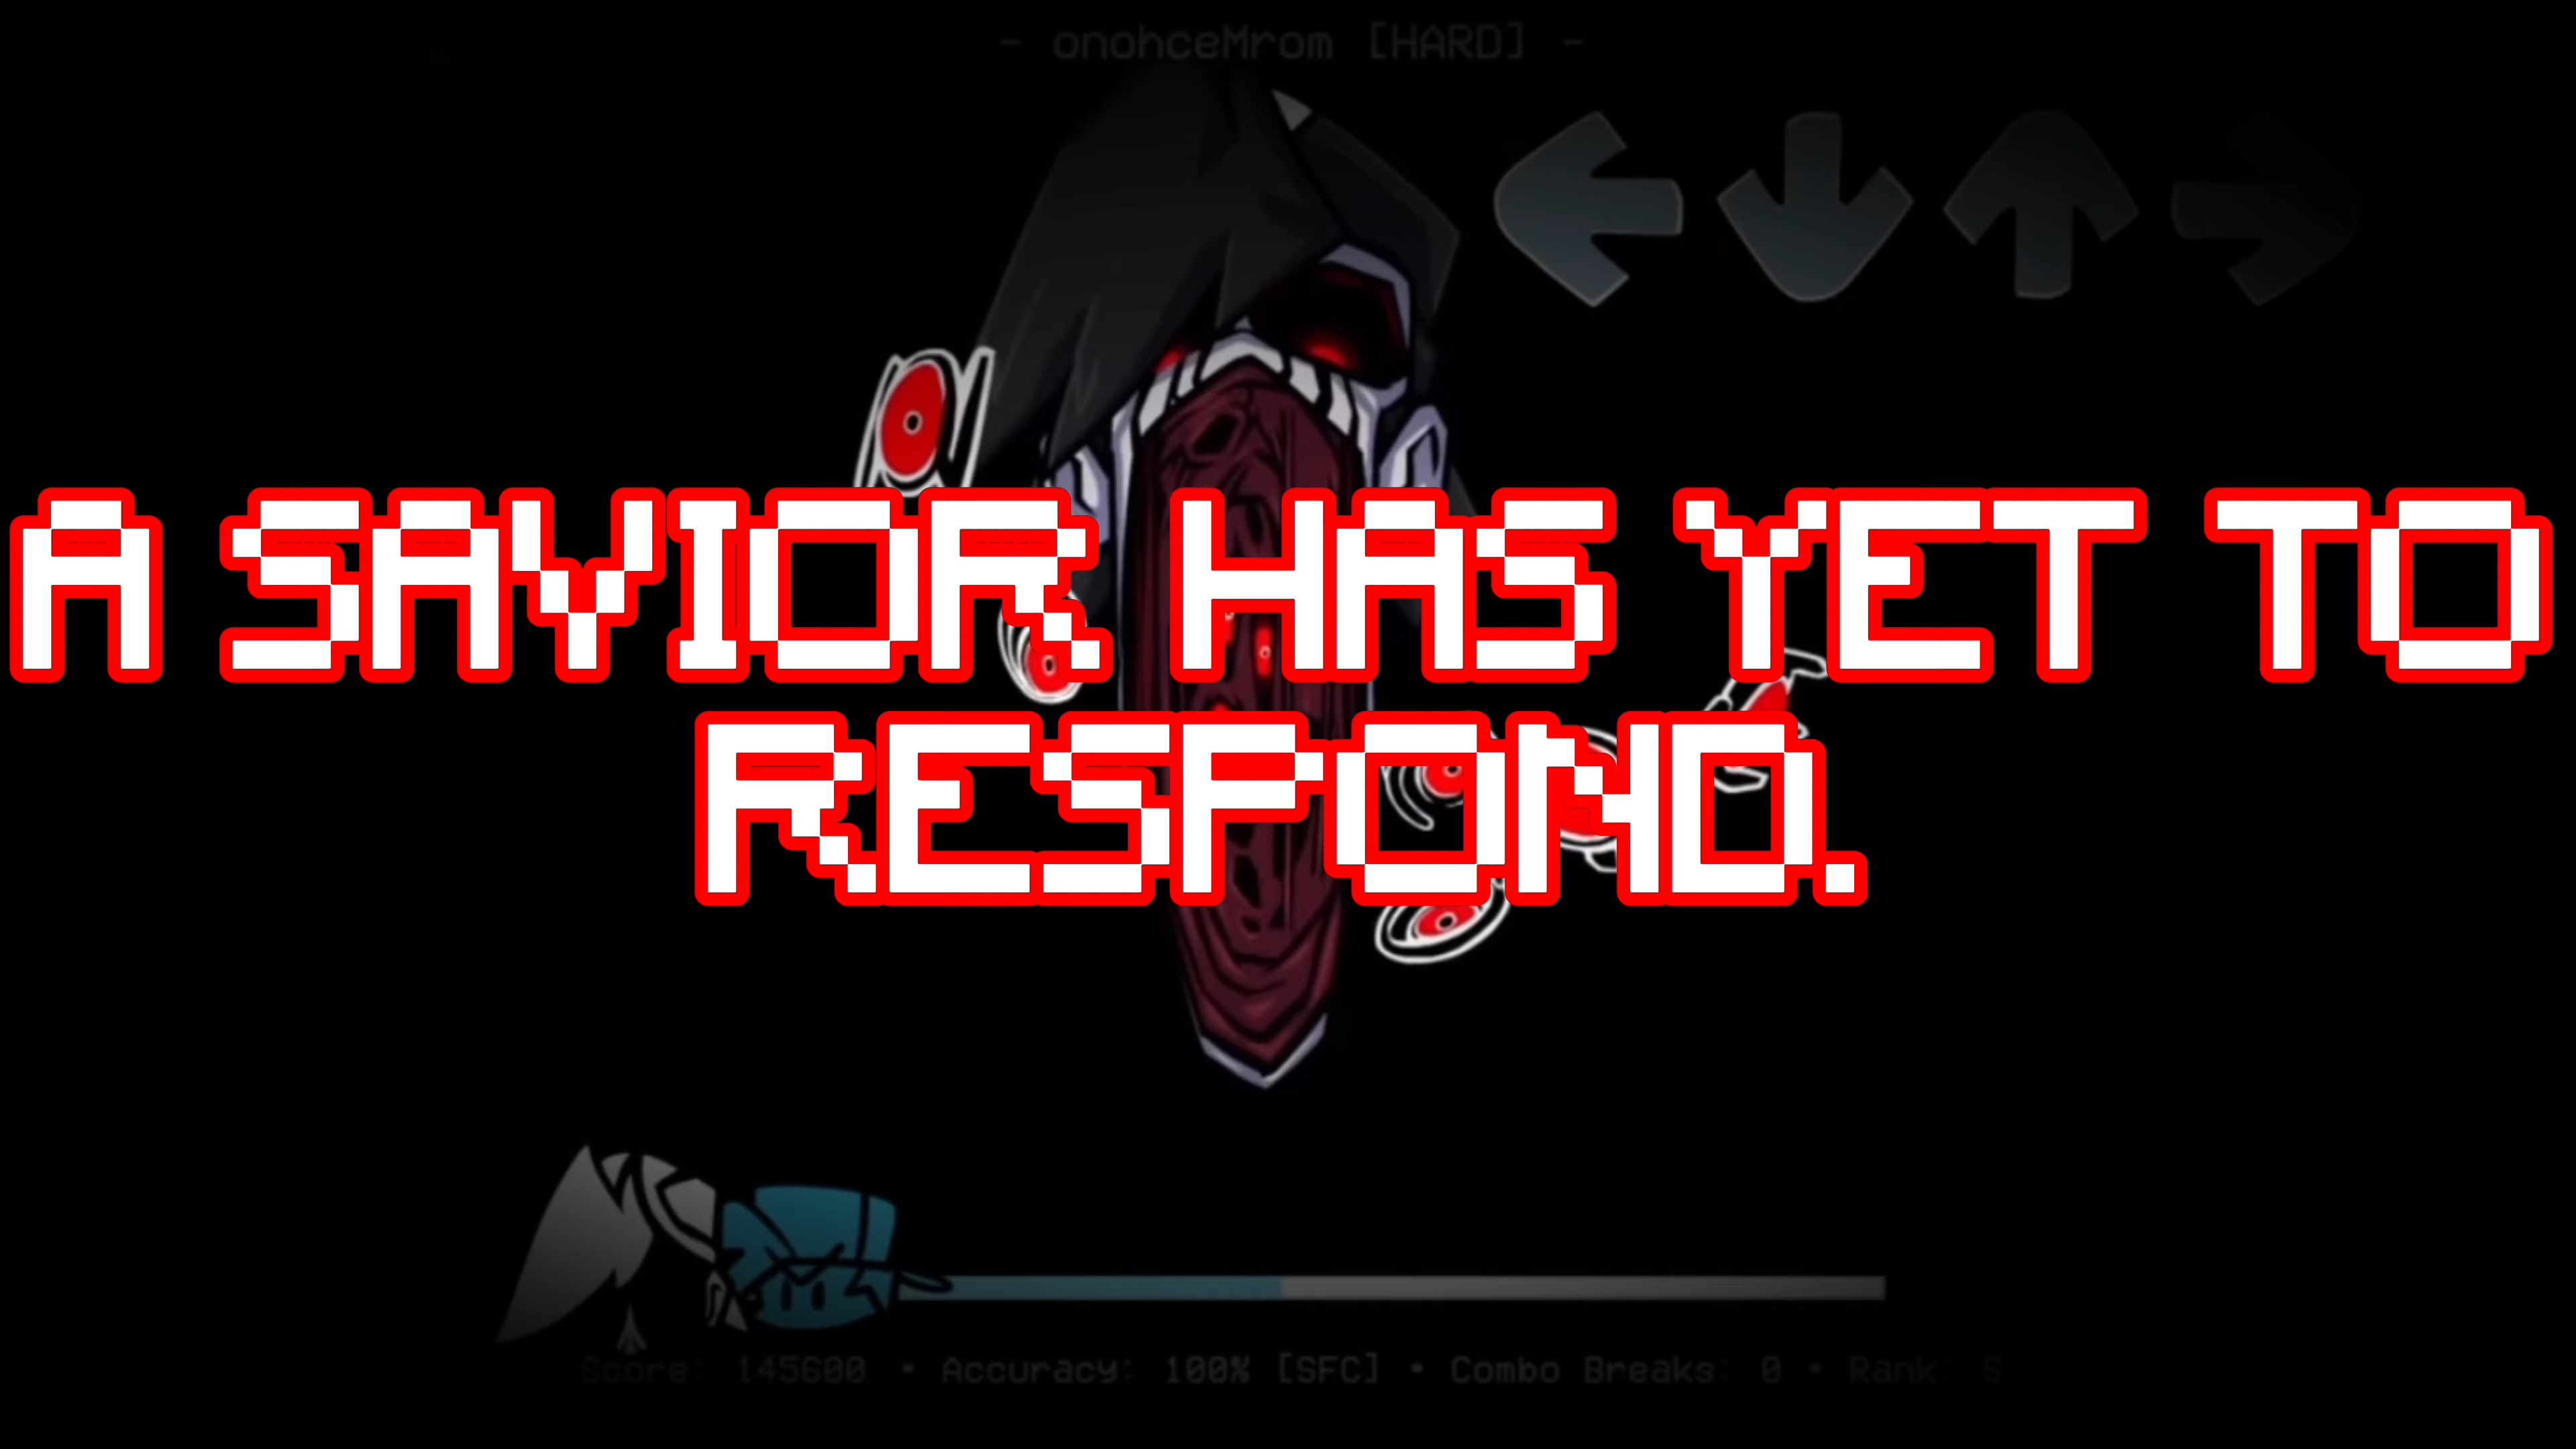 - onohceMrom [HARD] -
A SAVIOR HAS YET TO
RESPOND.
Score: 145600 • Accuracy: 100% [SFC] • Combo Breaks: 0 • Rank: S